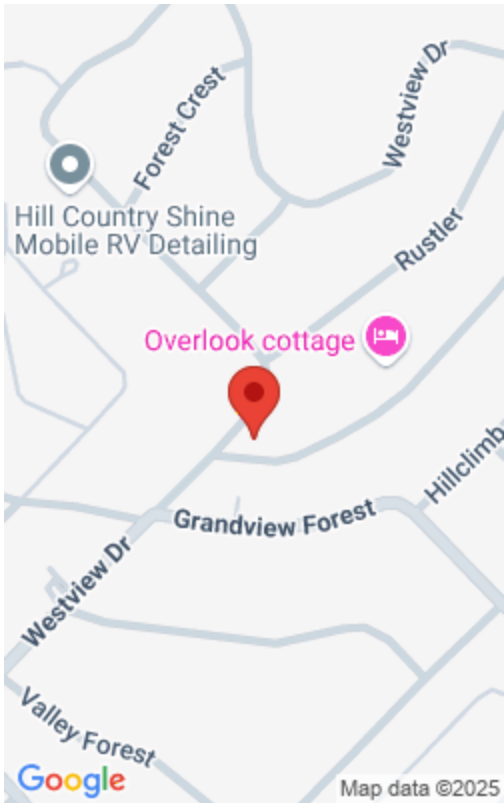 Westview Dr
Forest Crest
Hill Country Shine
Mobile RV Detailing
Rustler
Overlook cottage
Hillclimb
Grandview Forest
Westview Dr
Valley Forest
Google
Map data ©2025